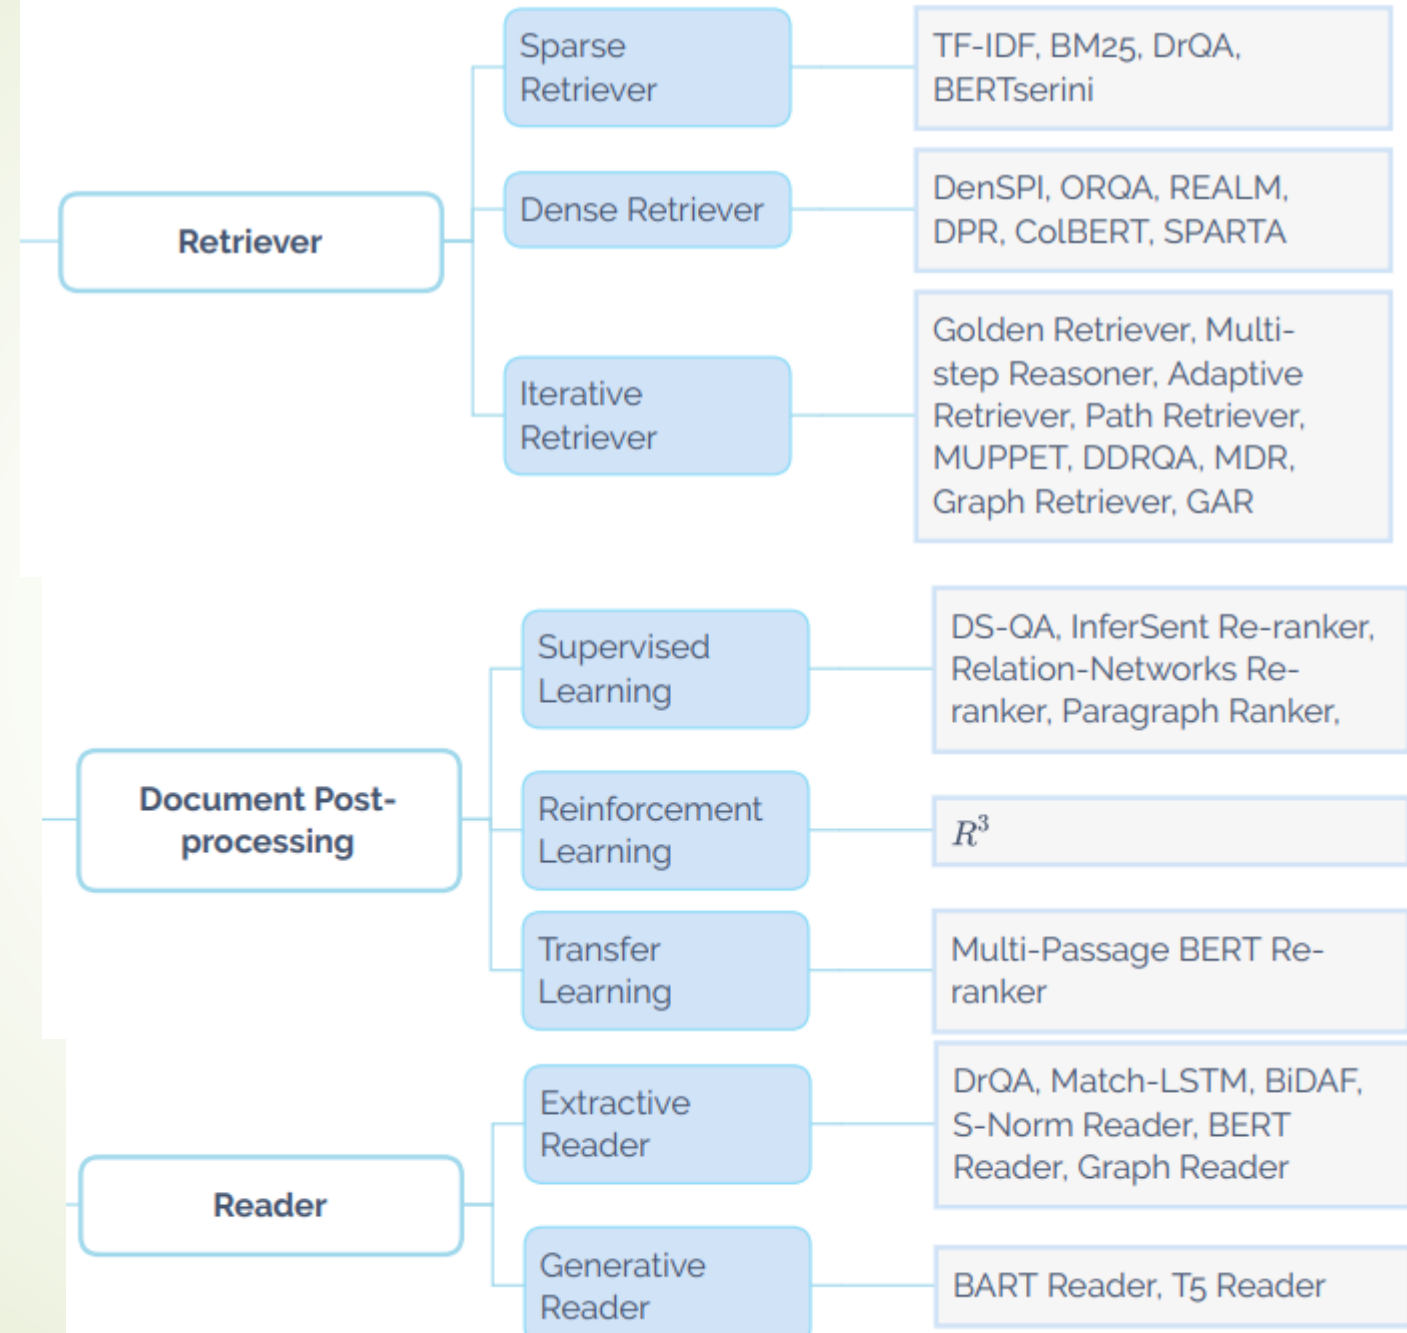 Retriever
Sparse
Retriever
TF-IDF, BM25, DrQA,
BERTserini
Dense Retriever
DenSPI, ORQA, REALM,
DPR, ColBERT, SPARTA
Iterative
Retriever
Golden Retriever, Multi-
step Reasoner, Adaptive
Retriever, Path Retriever,
MUPPET, DDRQA, MDR,
Graph Retriever, GAR
Document Post-
processing
Supervised
Learning
DS-QA, InferSent Re-ranker,
Relation-Networks Re-
ranker, Paragraph Ranker,
Reinforcement
Learning
R³
Transfer
Learning
Multi-Passage BERT Re-
ranker
Reader
Extractive
Reader
DrQA, Match-LSTM, BiDAF,
S-Norm Reader, BERT
Reader, Graph Reader
Generative
Reader
BART Reader, T5 Reader